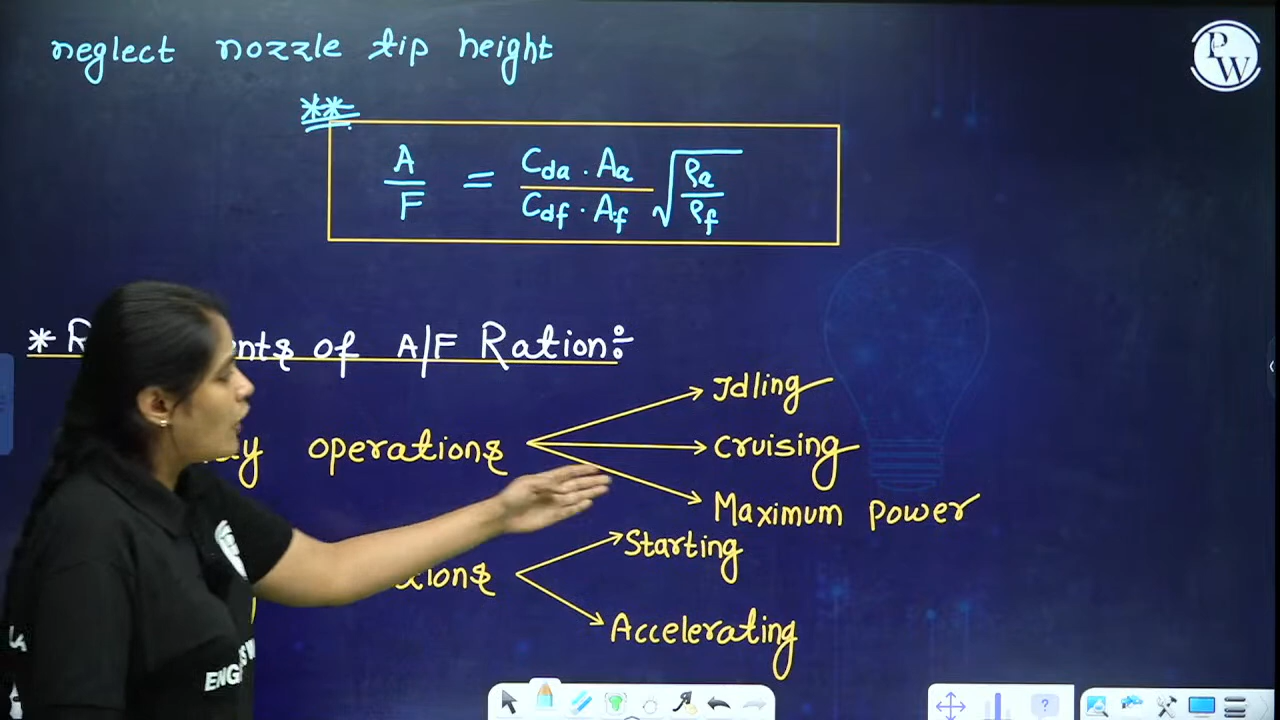 neglect nozzle tip height
PW
**
A/F = Cda . Aa / Cdf . Af √ρa/ρf
* R ents of A/F Ration:
operations
Idling
Cruising
Maximum power
Starting
Accelerating